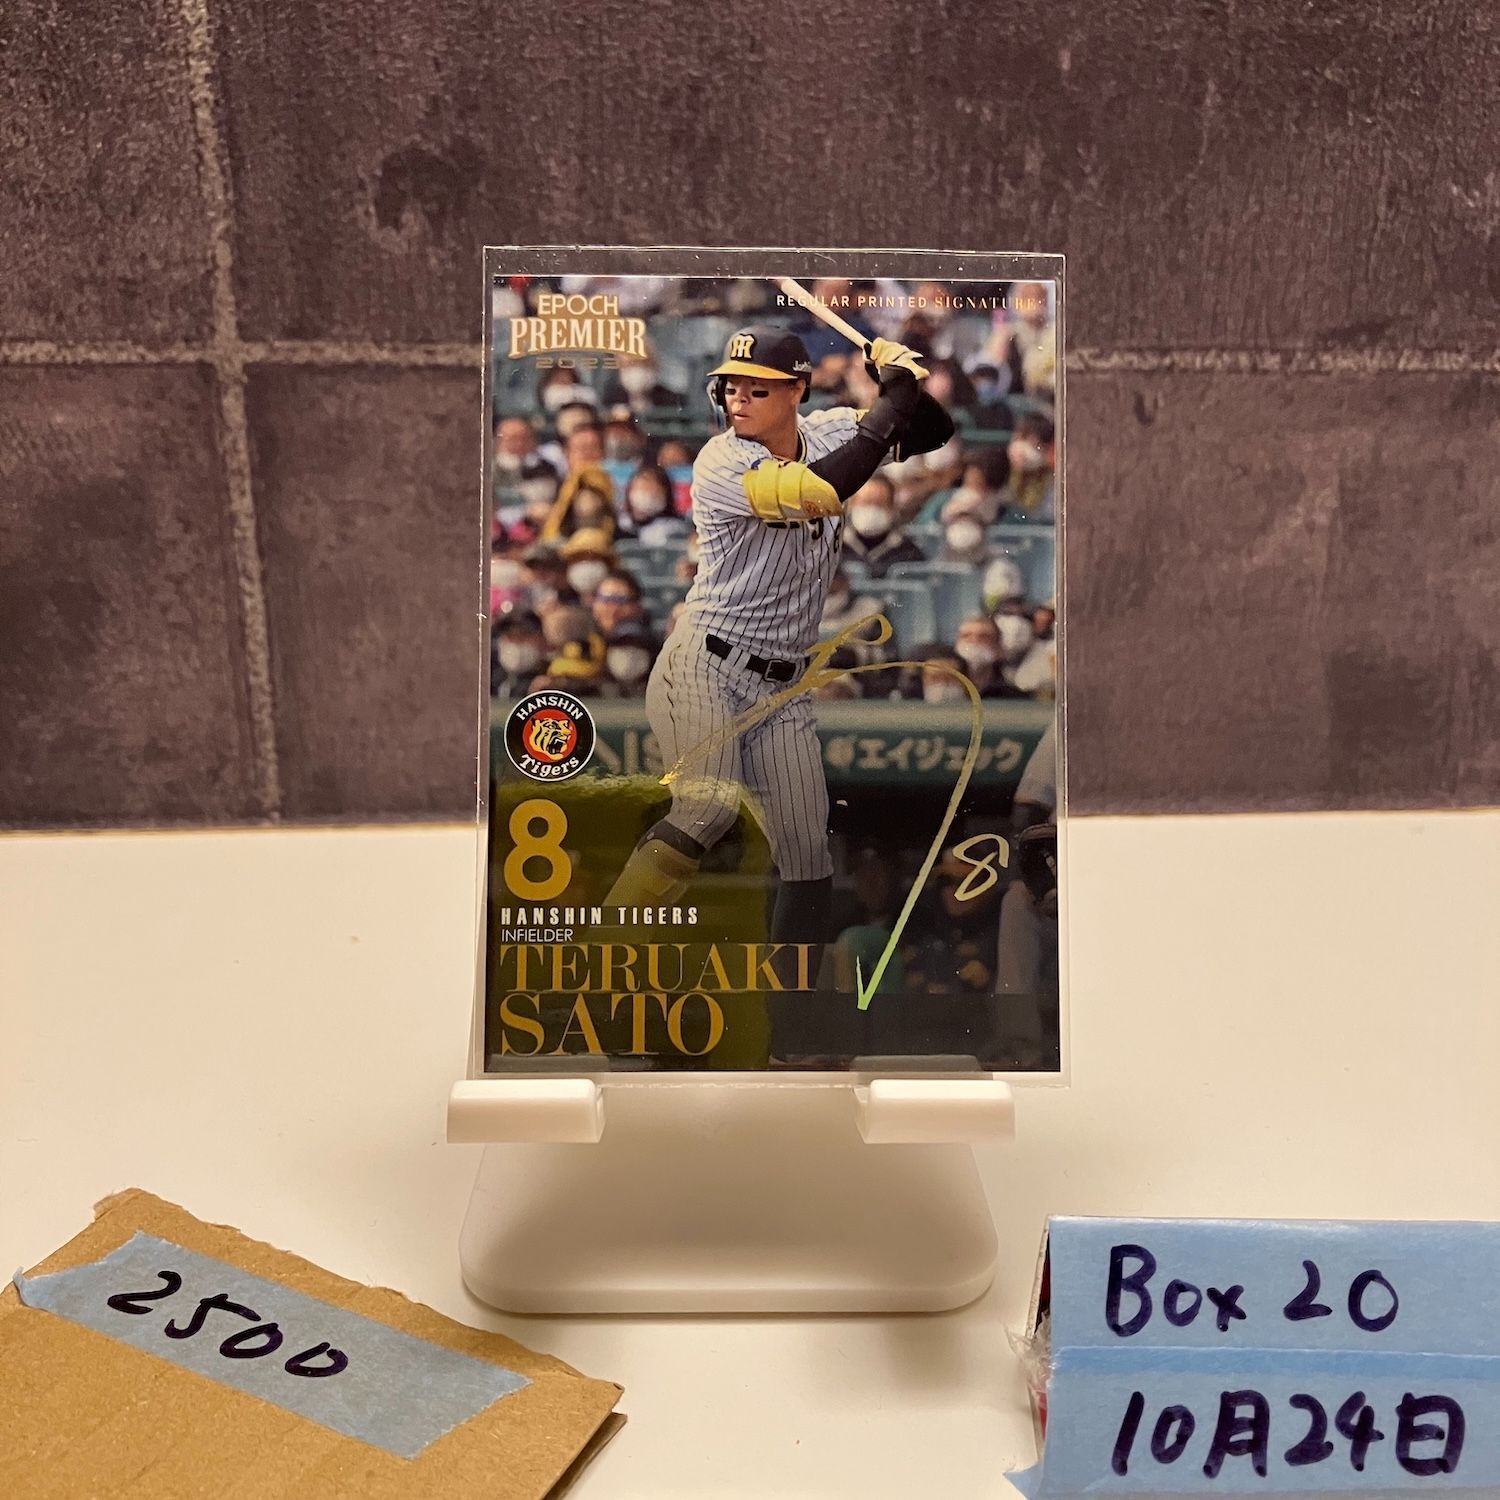 EPOCH
PREMIER
2023
REGULAR PRINTED SIGNATURE
HANSHIN
Tigers
エイジェック
8
8
HANSHIN TIGERS
INFIELDER
TERUAKI
SATO
2500
Box 20
10月24日